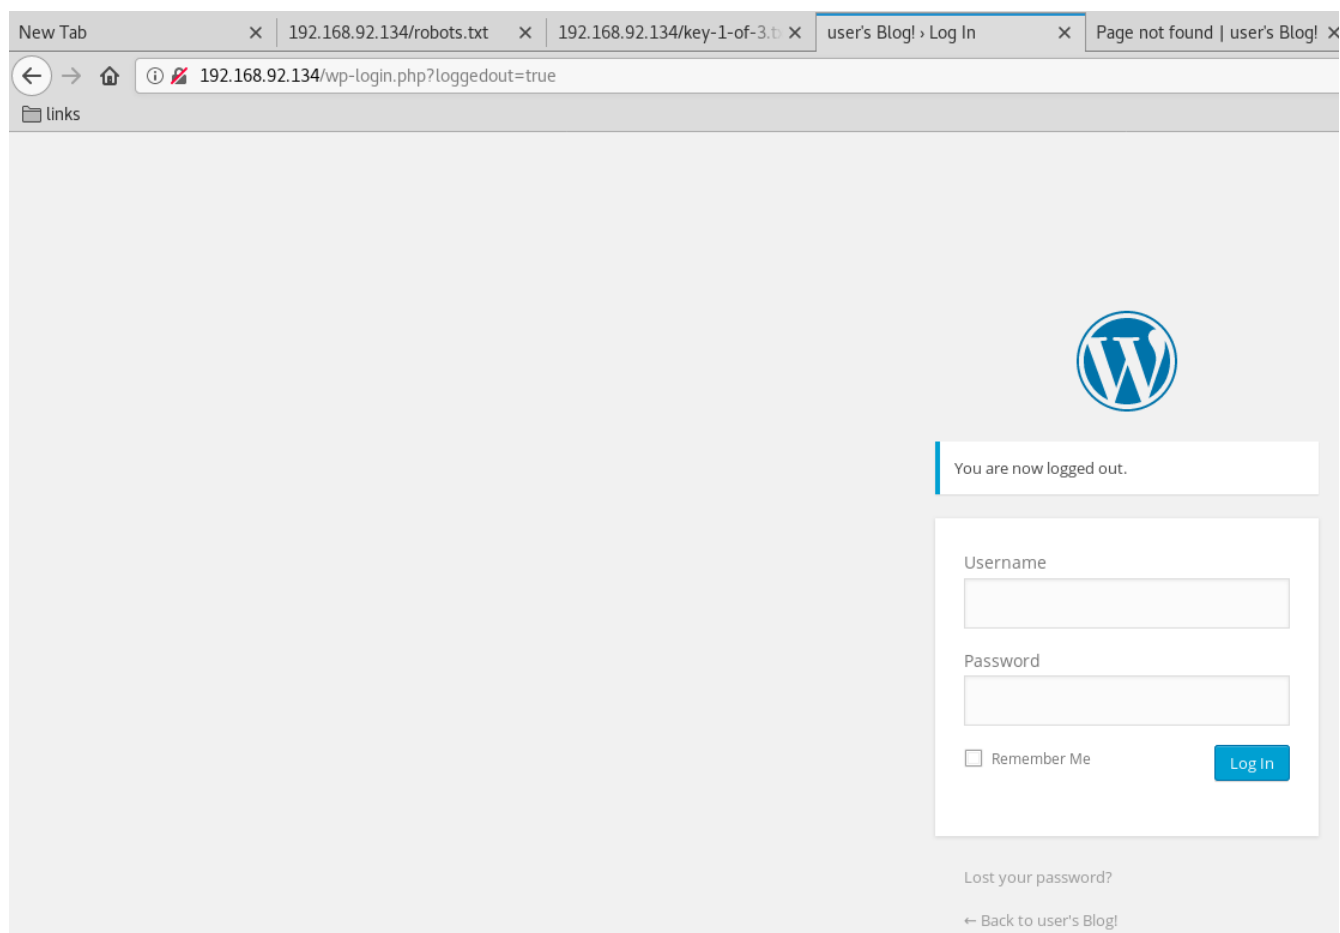 New Tab
192.168.92.134/robots.txt
192.168.92.134/key-1-of-3.t
user's Blog! › Log In
Page not found | user's Blog!
192.168.92.134/wp-login.php?loggedout=true
links
You are now logged out.
Username
Password
Remember Me
Log In
Lost your password?
← Back to user's Blog!